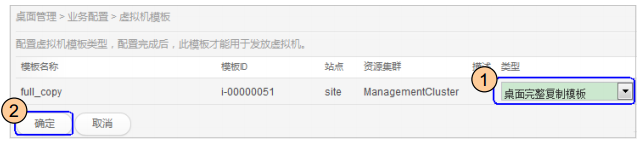 桌面管理 > 业务配置 > 虚拟机模板
配置虚拟机模板类型，配置完成后，此模板才能用于发放虚拟机。
模板名称 模板ID 站点 资源集群 描述 类型
full_copy i-00000051 site ManagementCluster 桌面完整复制模板
1
2
确定 取消